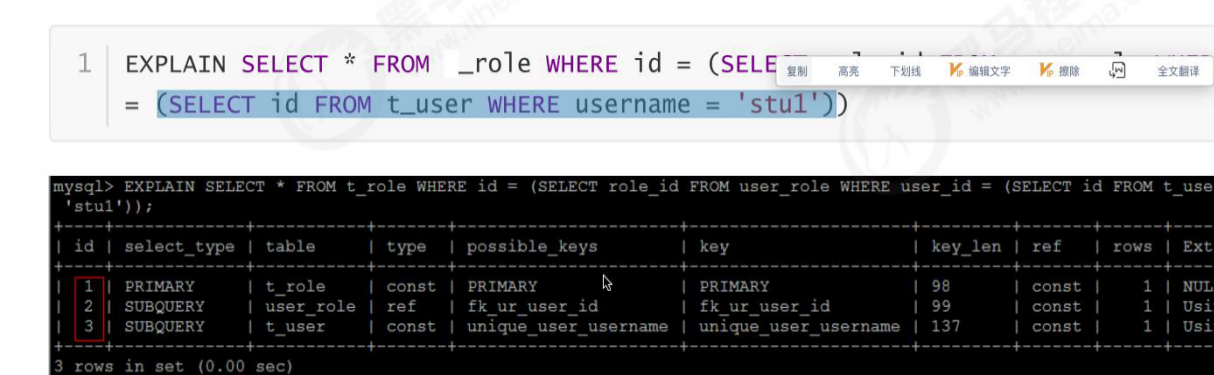 1 EXPLAIN SELECT * FROM _role WHERE id = (SELE
复制 高亮 下划线 编辑文字 擦除 全文翻译
= (SELECT id FROM t_user WHERE username = 'stu1'))
mysql> EXPLAIN SELECT * FROM t_role WHERE id = (SELECT role_id FROM user_role WHERE user_id = (SELECT id FROM t_use
'stu1'));
+----+-------------+-----------+-------+----------------------+----------------------+---------+-------+------+----
| id | select_type | table | type | possible_keys | key | key_len | ref | rows | Ext
+----+-------------+-----------+-------+----------------------+----------------------+---------+-------+------+----
| 1 | PRIMARY | t_role | const | PRIMARY | PRIMARY | 98 | const | 1 | NUL
| 2 | SUBQUERY | user_role | ref | fk_ur_user_id | fk_ur_user_id | 99 | const | 1 | Usi
| 3 | SUBQUERY | t_user | const | unique_user_username | unique_user_username | 137 | const | 1 | Usi
+----+-------------+-----------+-------+----------------------+----------------------+---------+-------+------+----
3 rows in set (0.00 sec)